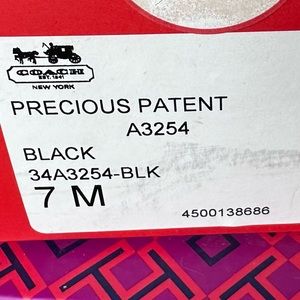 COACH
EST. 1941
NEW YORK
PRECIOUS PATENT
A3254
BLACK
34A3254-BLK
7 M
4500138686